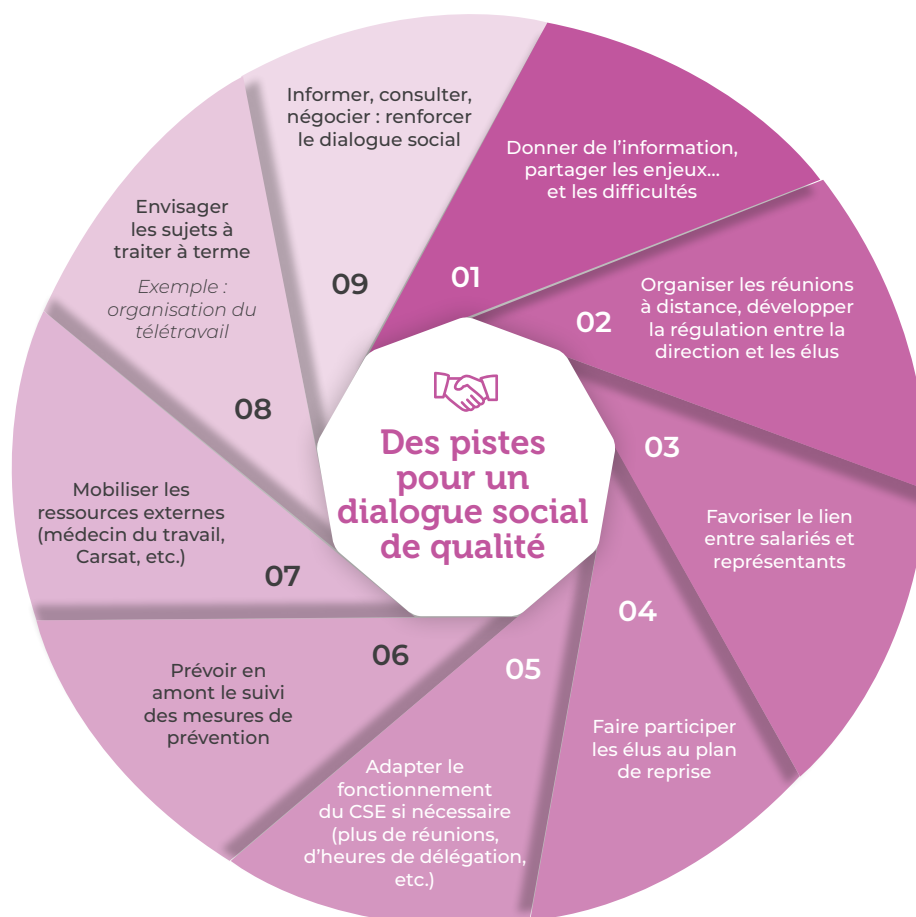 Des pistes
pour un
dialogue social
de qualité
01
Donner de l'information,
partager les enjeux...
et les difficultés
02
Organiser les réunions
à distance, développer
la régulation entre la
direction et les élus
03
Favoriser le lien
entre salariés et
représentants
04
Faire participer
les élus au plan
de reprise
05
Adapter le
fonctionnement
du CSE si nécessaire
(plus de réunions,
d'heures de délégation,
etc.)
06
Prévoir en
amont le suivi
des mesures de
prévention
07
Mobiliser les
ressources externes
(médecin du travail,
Carsat, etc.)
08
Envisager
les sujets à
traiter à terme
Exemple :
organisation du
télétravail
09
Informer, consulter,
négocier : renforcer
le dialogue social